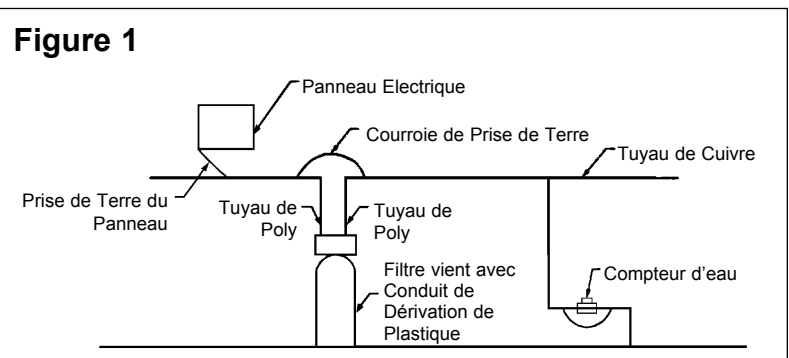 Figure 1
Panneau Electrique
Courroie de Prise de Terre
Tuyau de Cuivre
Prise de Terre du
Panneau
Tuyau de
Poly
Tuyau de
Poly
Filtre vient avec
Conduit de
Dérivation de
Plastique
Compteur d’eau